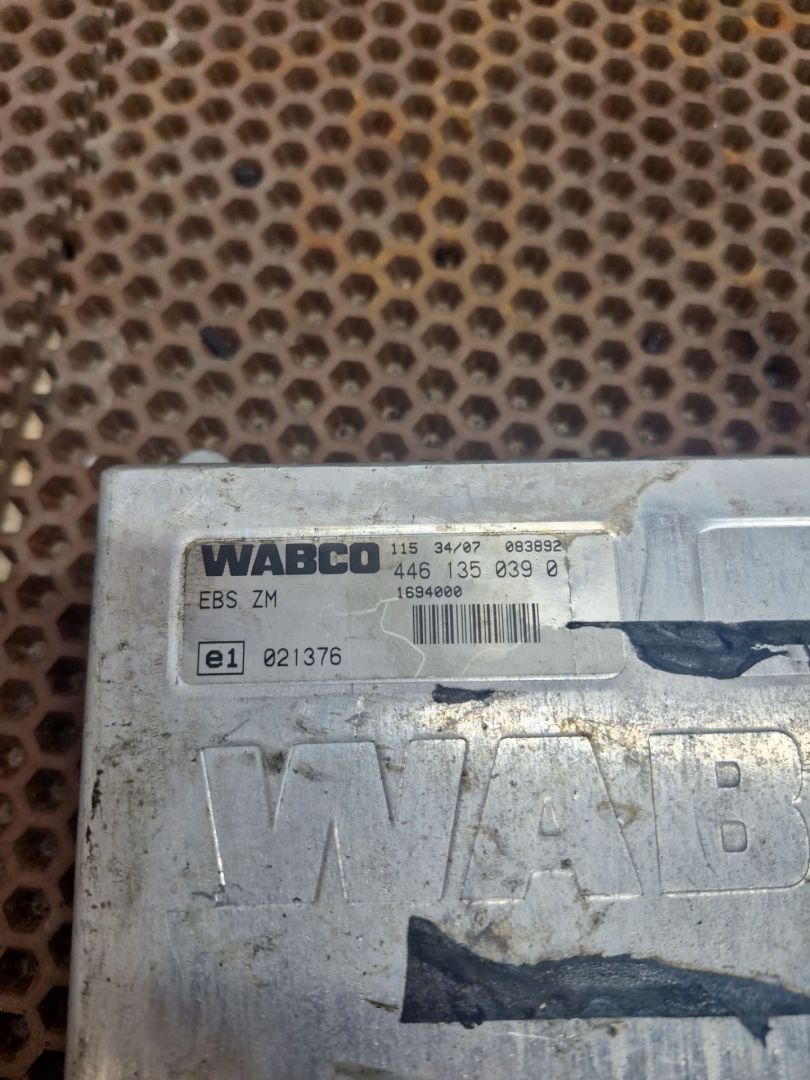 WABCO 115 34/07 083892
446 135 039 0
EBS ZM 1694000
e1 021376
WAB